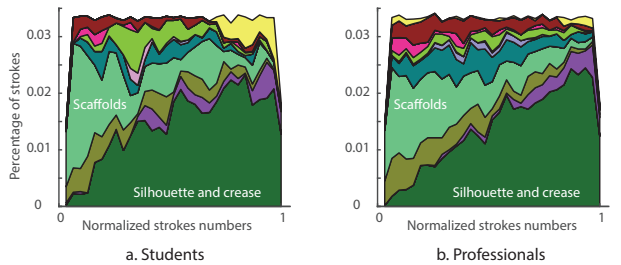 0.03
0.02
0.01
0
Percentage of strokes
Scaffolds
Silhouette and crease
0 1
Normalized strokes numbers
a. Students
0.03
0.02
0.01
0
Scaffolds
Silhouette and crease
0 1
Normalized strokes numbers
b. Professionals